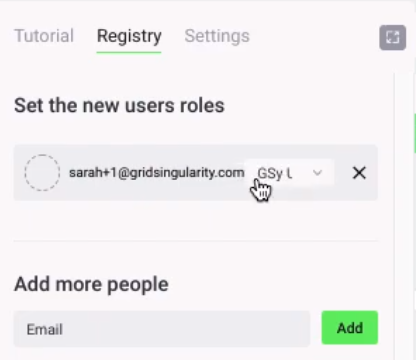 Tutorial Registry Settings
Set the new users roles
sarah+1@gridsingularity.com GSy
Add more people
Email Add